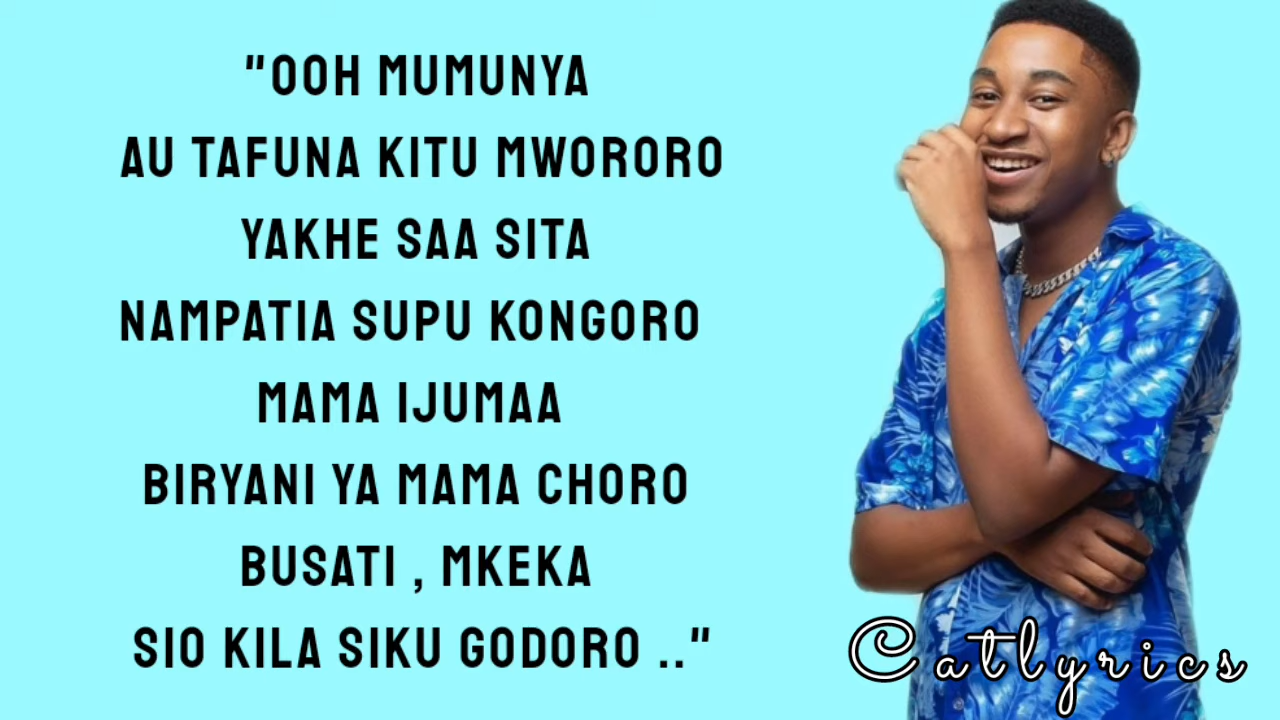 "OOH MUMUNYA
AU TAFUNA KITU MWORORO
YAKHE SAA SITA
NAMPATIA SUPU KONGORO
MAMA IJUMAA
BIRYANI YA MAMA CHORO
BUSATI , MKEKA
SIO KILA SIKU GODORO .."
Catlyrics